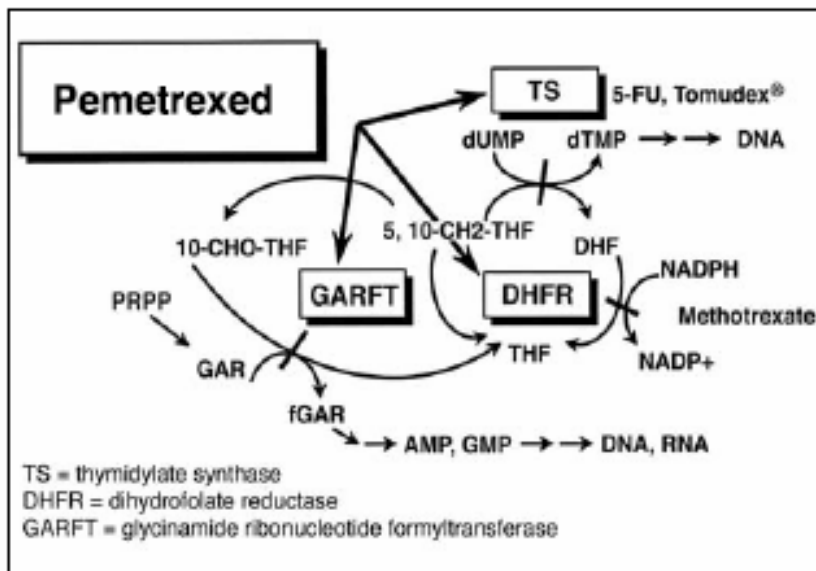 Pemetrexed
TS
5-FU, Tomudex®
dUMP
dTMP
DNA
5, 10-CH2-THF
10-CHO-THF
DHF
NADPH
GARFT
DHFR
PRPP
Methotrexate
GAR
THF
NADP+
fGAR
AMP, GMP
DNA, RNA
TS = thymidylate synthase
DHFR = dihydrofolate reductase
GARFT = glycinamide ribonucleotide formyltransferase